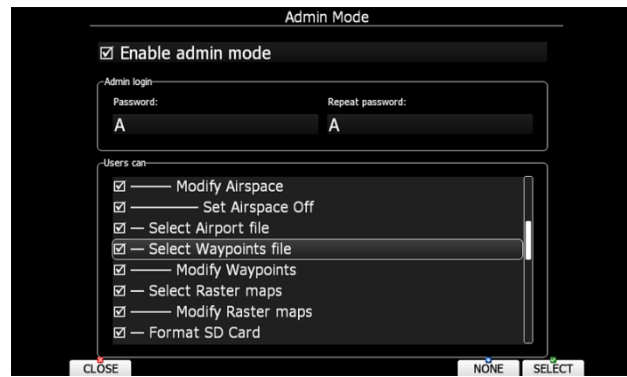 Admin Mode
Enable admin mode
Admin login
Password: Repeat password:
A A
Users can
Modify Airspace
Set Airspace Off
Select Airport file
Select Waypoints file
Modify Waypoints
Select Raster maps
Modify Raster maps
Format SD Card
CLOSE NONE SELECT